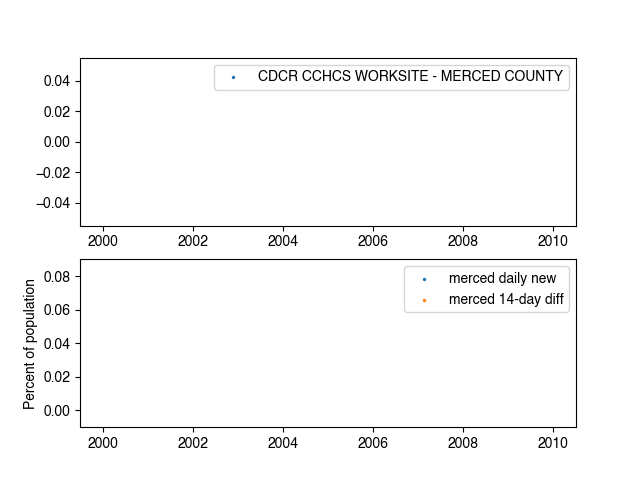 CDCR CCHCS WORKSITE - MERCED COUNTY
0.04
0.02
0.00
−0.02
−0.04
2000 2002 2004 2006 2008 2010
merced daily new
merced 14-day diff
Percent of population
0.08
0.06
0.04
0.02
0.00
2000 2002 2004 2006 2008 2010